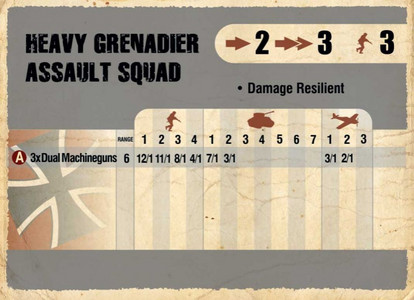 HEAVY GRENADIER 2 3 3
ASSAULT SQUAD
• Damage Resilient
RANGE 1 2 3 4 1 2 3 4 5 6 7 1 2 3
A 3xDual Machineguns 6 12/1 11/1 8/1 4/1 7/1 3/1 3/1 2/1